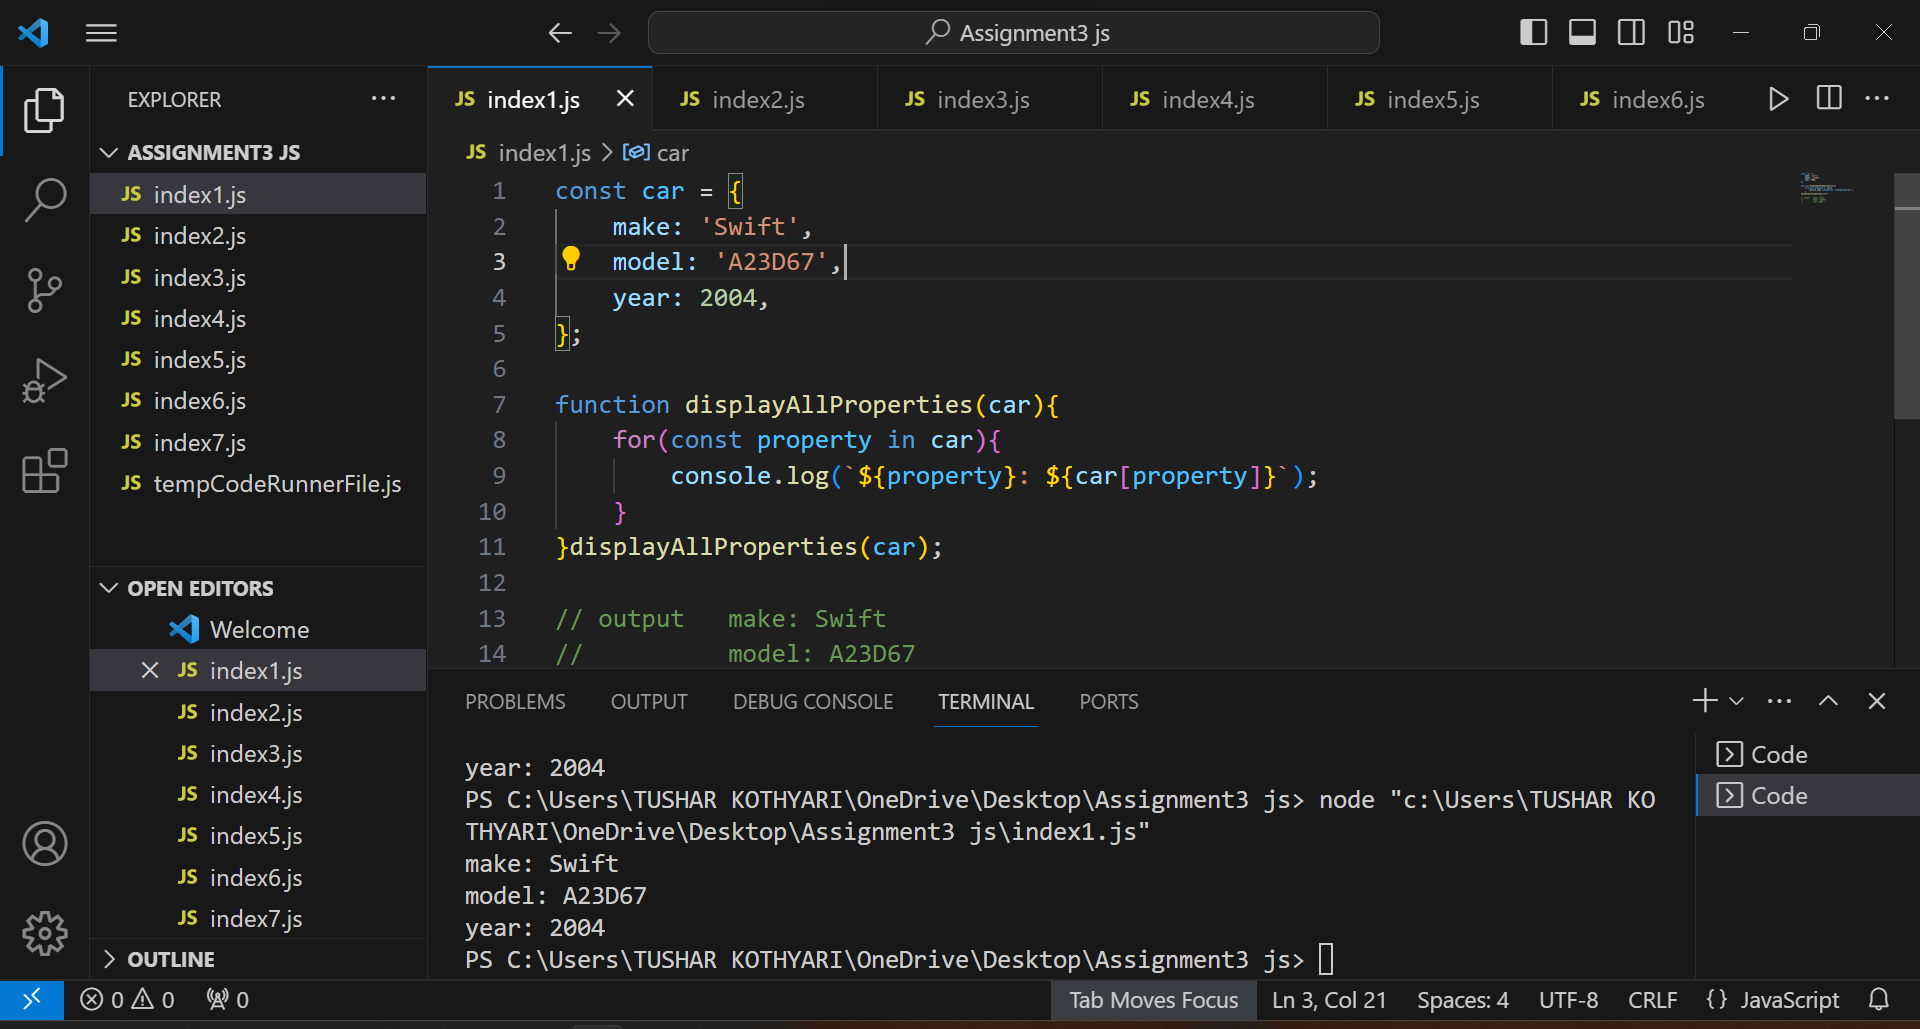 Assignment3 js
EXPLORER
ASSIGNMENT3 JS
JS index1.js
JS index2.js
JS index3.js
JS index4.js
JS index5.js
JS index6.js
JS index7.js
JS tempCodeRunnerFile.js
OPEN EDITORS
Welcome
JS index1.js
JS index2.js
JS index3.js
JS index4.js
JS index5.js
JS index6.js
JS index7.js
OUTLINE
JS index1.js JS index2.js JS index3.js JS index4.js JS index5.js JS index6.js
JS index1.js > car
1 const car = {
2     make: 'Swift',
3     model: 'A23D67',
4     year: 2004,
5 };
6
7 function displayAllProperties(car){
8     for(const property in car){
9         console.log(`${property}: ${car[property]}`);
10     }
11 }displayAllProperties(car);
12
13 // output   make: Swift
14 //          model: A23D67
PROBLEMS OUTPUT DEBUG CONSOLE TERMINAL PORTS
year: 2004
PS C:\Users\TUSHAR KOTHYARI\OneDrive\Desktop\Assignment3 js> node "c:\Users\TUSHAR KO
THYARI\OneDrive\Desktop\Assignment3 js\index1.js"
make: Swift
model: A23D67
year: 2004
PS C:\Users\TUSHAR KOTHYARI\OneDrive\Desktop\Assignment3 js>
Code
Code
0 0 0 Tab Moves Focus Ln 3, Col 21 Spaces: 4 UTF-8 CRLF {} JavaScript